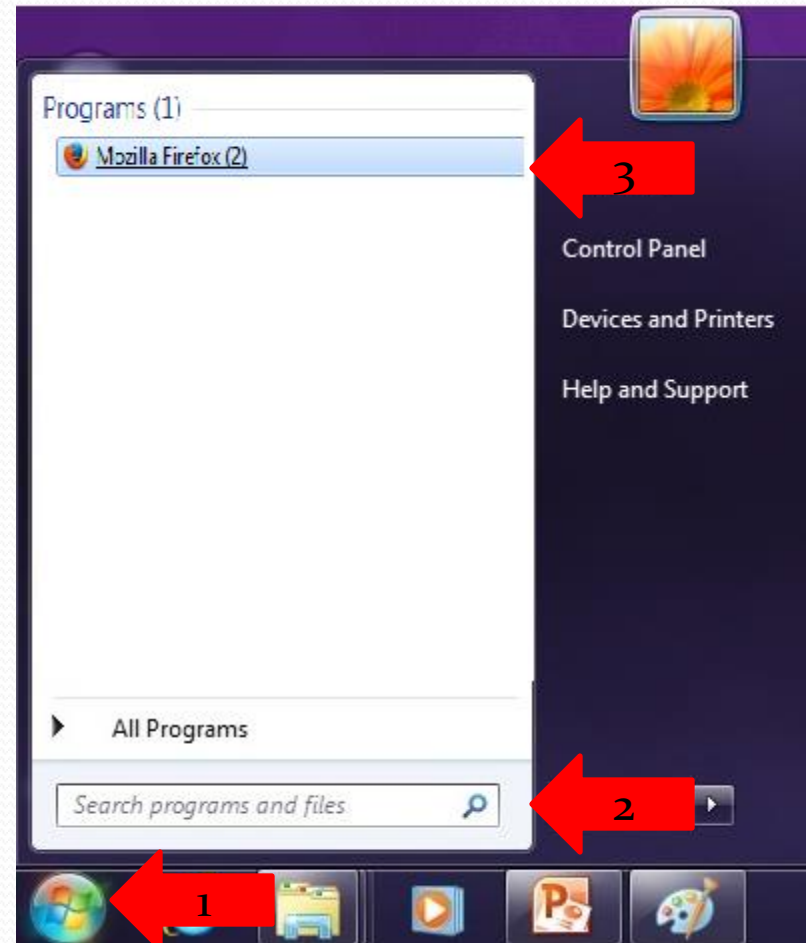 Programs (1)
Mozilla Firefox (2)
3
Control Panel
Devices and Printers
Help and Support
All Programs
Search programs and files
2
1
P